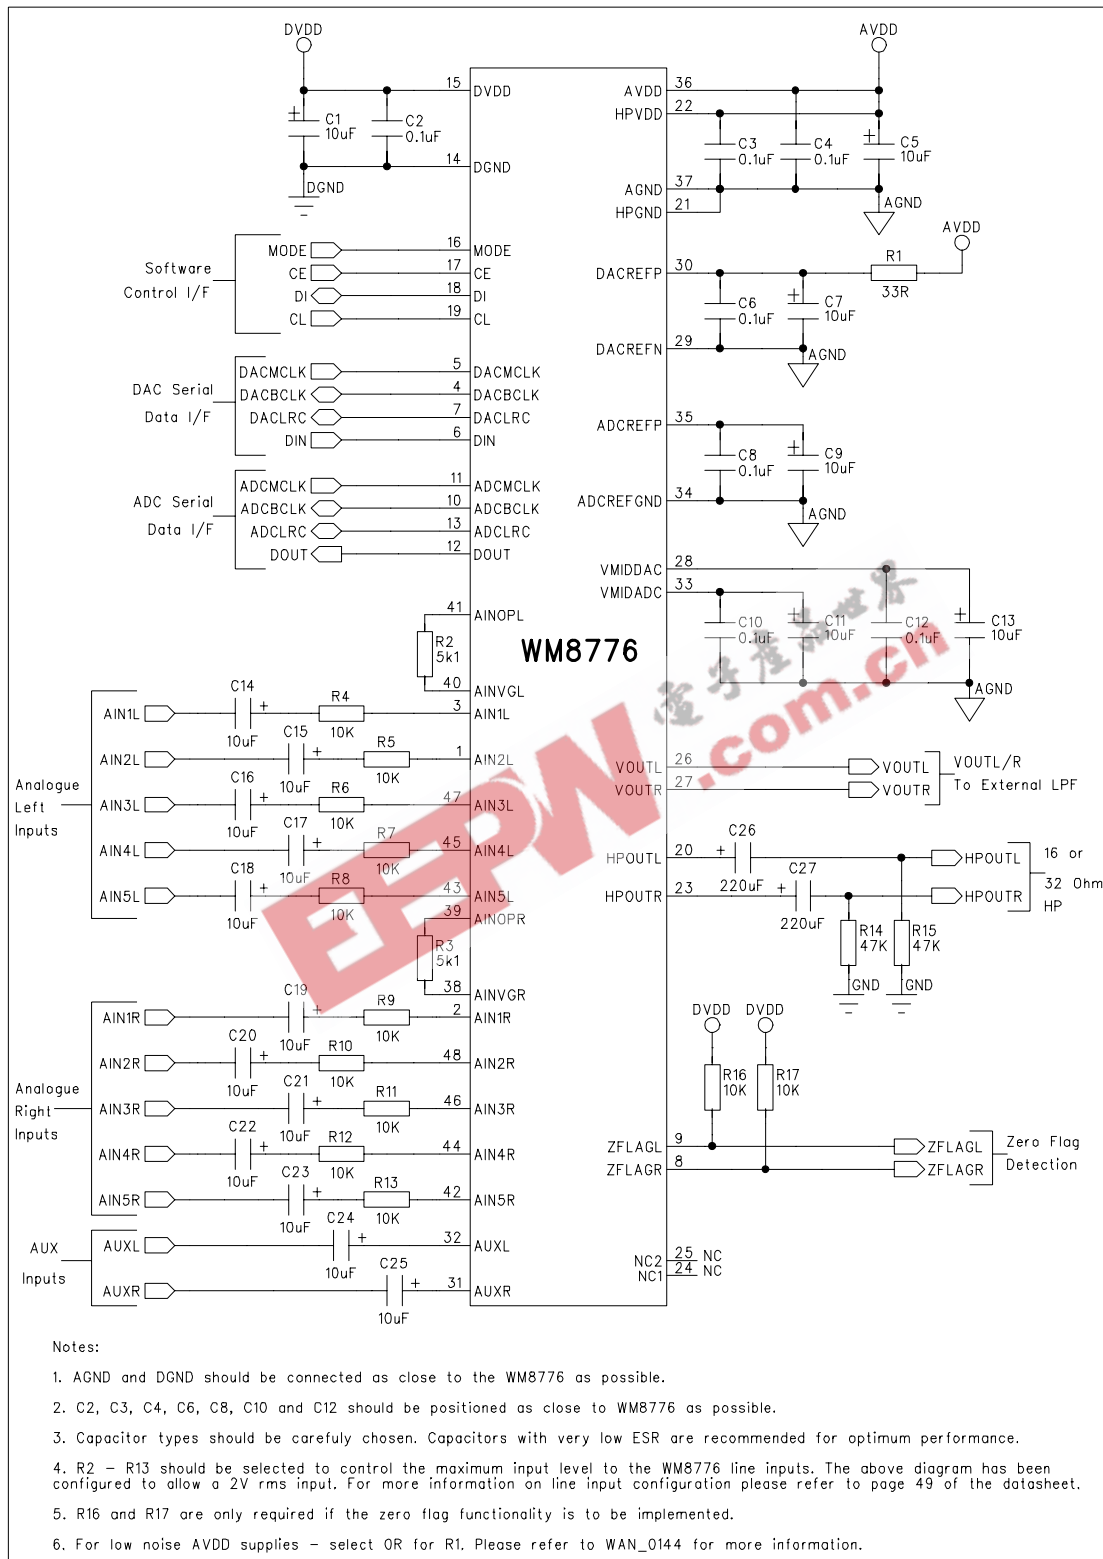 DVDD
AVDD
15 DVDD
C1 10uF
C2 0.1uF
14 DGND
DGND
AVDD 36
HPVDD 22
C3 0.1uF
C4 0.1uF
C5 10uF
AGND 37
HPGND 21
AGND
AVDD
Software
Control I/F
MODE 16 MODE
CE 17 CE
DI 18 DI
CL 19 CL
DACREFP 30
R1
33R
C6 0.1uF
C7 10uF
DACREFN 29
AGND
DAC Serial
Data I/F
DACMCLK 5 DACMCLK
DACBCLK 4 DACBCLK
DACLRC 7 DACLRC
DIN 6 DIN
ADCREFP 35
C8 0.1uF
C9 10uF
ADCREFGND 34
AGND
ADC Serial
Data I/F
ADCMCLK 11 ADCMCLK
ADCBCLK 10 ADCBCLK
ADCLRC 13 ADCLRC
DOUT 12 DOUT
VMIDDAC 28
VMIDADC 33
C10 0.1uF
C11 10uF
C12 0.1uF
C13 10uF
AGND
41 AINOPL
R2 5k1
40 AINVGL
WM8776
電子產品世界
EEPW.com.cn
Analogue
Left
Inputs
AIN1L C14 + 10uF R4 10K 3 AIN1L
AIN2L C15 + 10uF R5 10K 1 AIN2L
AIN3L C16 + 10uF R6 10K 47 AIN3L
AIN4L C17 + 10uF R7 10K 45 AIN4L
AIN5L C18 + 10uF R8 10K 43 AIN5L
VOUTL 26 VOUTL
VOUTR 27 VOUTR
VOUTL/R
To External LPF
HPOUTL 20 + C26 220uF HPOUTL
HPOUTR 23 + C27 220uF HPOUTR
16 or
32 Ohm
HP
R14 47K
R15 47K
GND
GND
39 AINOPR
R3 5k1
38 AINVGR
Analogue
Right
Inputs
AIN1R C19 + 10uF R9 10K 2 AIN1R
AIN2R C20 + 10uF R10 10K 48 AIN2R
AIN3R C21 + 10uF R11 10K 46 AIN3R
AIN4R C22 + 10uF R12 10K 44 AIN4R
AIN5R C23 + 10uF R13 10K 42 AIN5R
DVDD
DVDD
R16 10K
R17 10K
ZFLAGL 9 ZFLAGL
ZFLAGR 8 ZFLAGR
Zero Flag
Detection
AUX
Inputs
AUXL C24 + 10uF 32 AUXL
AUXR C25 + 10uF 31 AUXR
NC2 25 NC
NC1 24 NC
Notes:
1. AGND and DGND should be connected as close to the WM8776 as possible.
2. C2, C3, C4, C6, C8, C10 and C12 should be positioned as close to WM8776 as possible.
3. Capacitor types should be carefuly chosen. Capacitors with very low ESR are recommended for optimum performance.
4. R2 – R13 should be selected to control the maximum input level to the WM8776 line inputs. The above diagram has been
configured to allow a 2V rms input. For more information on line input configuration please refer to page 49 of the datasheet.
5. R16 and R17 are only required if the zero flag functionality is to be implemented.
6. For low noise AVDD supplies – select 0R for R1. Please refer to WAN_0144 for more information.